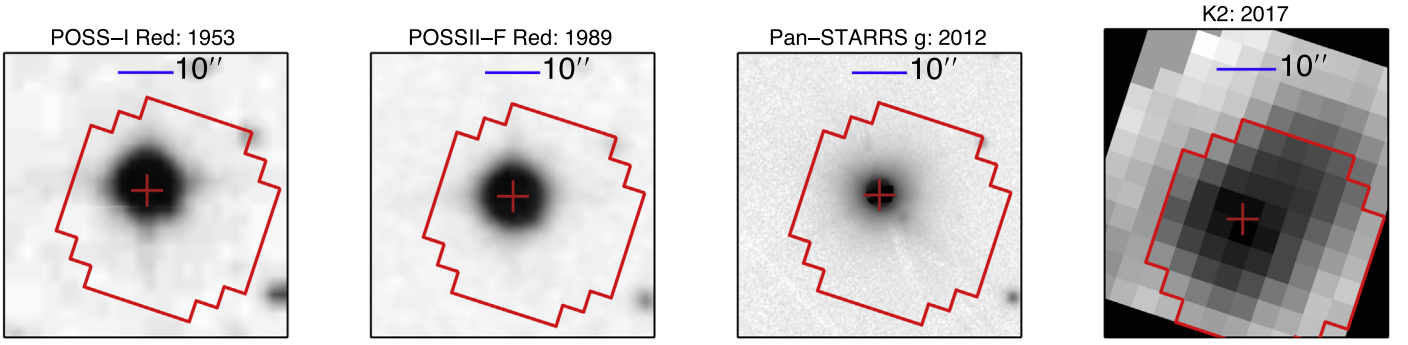 POSS–I Red: 1953
10′′
POSSII–F Red: 1989
10′′
Pan–STARRS g: 2012
10′′
K2: 2017
10′′